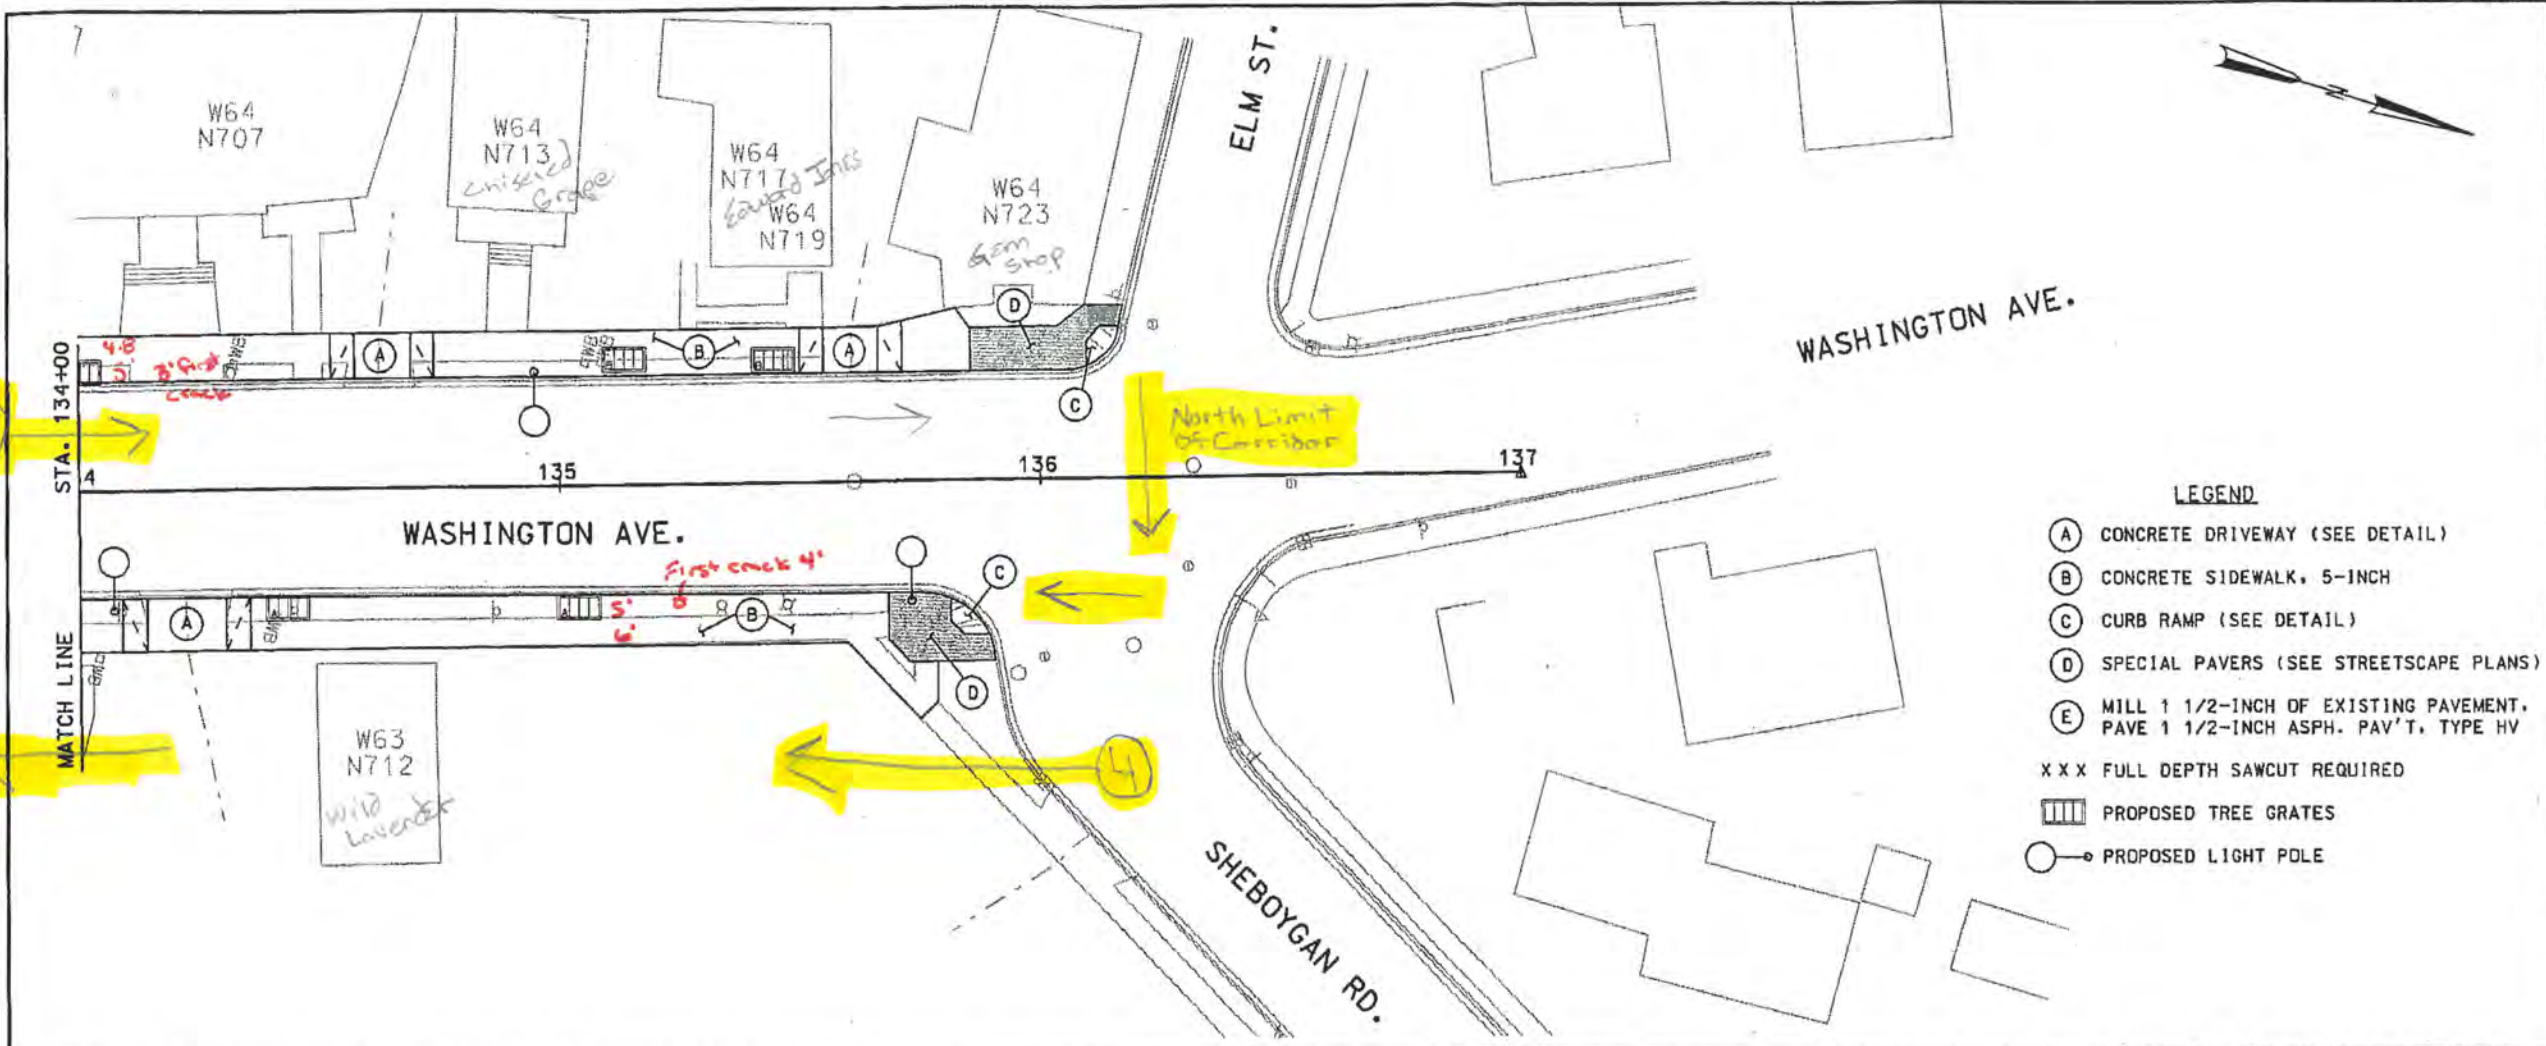 W64
N707
W64
N713
Grape
W64
N717
Edward Jones
W64
N719
W64
N723
Gem
Shop
ELM ST.
N
WASHINGTON AVE.
STA. 134+00
4.8
5
3' First
crack
A
B
A
D
C
North Limit
Of Corridor
4
135
136
137
WASHINGTON AVE.
First crack 4'
5'
6'
A
B
C
D
MATCH LINE
W63
N712
Wild
Lavender
SHEBOYGAN RD.
LEGEND
A CONCRETE DRIVEWAY (SEE DETAIL)
B CONCRETE SIDEWALK, 5-INCH
C CURB RAMP (SEE DETAIL)
D SPECIAL PAVERS (SEE STREETSCAPE PLANS)
E MILL 1 1/2-INCH OF EXISTING PAVEMENT.
PAVE 1 1/2-INCH ASPH. PAV'T. TYPE HV
XXX FULL DEPTH SAWCUT REQUIRED
PROPOSED TREE GRATES
PROPOSED LIGHT POLE